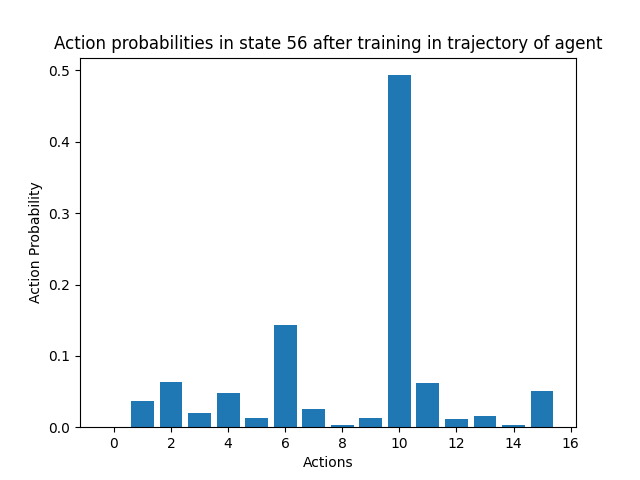 Action probabilities in state 56 after training in trajectory of agent
Action Probability
0.5
0.4
0.3
0.2
0.1
0.0
0 2 4 6 8 10 12 14 16
Actions